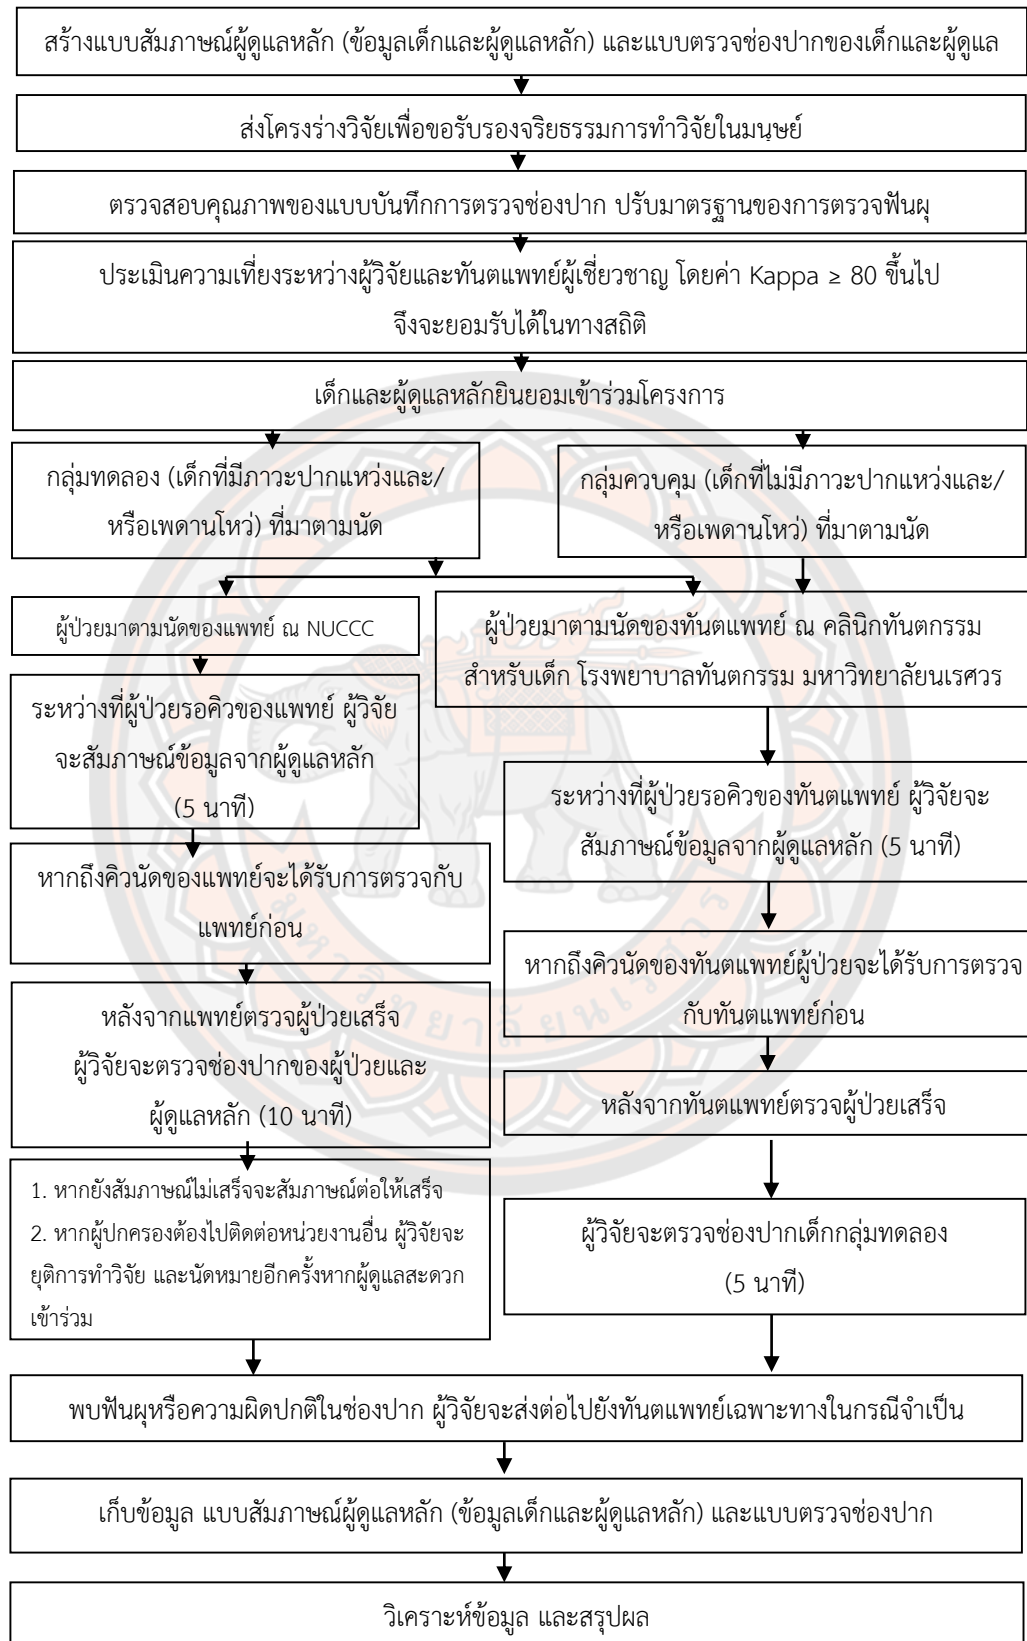 สร้างแบบสัมภาษณ์ผู้ดูแลหลัก (ข้อมูลเด็กและผู้ดูแลหลัก) และแบบตรวจช่องปากของเด็กและผู้ดูแล
ส่งโครงร่างวิจัยเพื่อขอรับรองจริยธรรมการทำวิจัยในมนุษย์
ตรวจสอบคุณภาพของแบบบันทึกการตรวจช่องปาก ปรับมาตรฐานของการตรวจฟันผุ
ประเมินความเที่ยงระหว่างผู้วิจัยและทันตแพทย์ผู้เชี่ยวชาญ โดยค่า Kappa ≥ 80 ขึ้นไป
จึงจะยอมรับได้ในทางสถิติ
เด็กและผู้ดูแลหลักยินยอมเข้าร่วมโครงการ
กลุ่มทดลอง (เด็กที่มีภาวะปากแหว่งและ/
หรือเพดานโหว่) ที่มาตามนัด
กลุ่มควบคุม (เด็กที่ไม่มีภาวะปากแหว่งและ/
หรือเพดานโหว่) ที่มาตามนัด
ผู้ป่วยมาตามนัดของแพทย์ ณ NUCCC
ผู้ป่วยมาตามนัดของทันตแพทย์ ณ คลินิกทันตกรรม
สำหรับเด็ก โรงพยาบาลทันตกรรม มหาวิทยาลัยนเรศวร
ระหว่างที่ผู้ป่วยรอคิวของแพทย์ ผู้วิจัย
จะสัมภาษณ์ข้อมูลจากผู้ดูแลหลัก
(5 นาที)
ระหว่างที่ผู้ป่วยรอคิวของทันตแพทย์ ผู้วิจัยจะ
สัมภาษณ์ข้อมูลจากผู้ดูแลหลัก (5 นาที)
หากถึงคิวนัดของแพทย์จะได้รับการตรวจกับ
แพทย์ก่อน
หากถึงคิวนัดของทันตแพทย์ผู้ป่วยจะได้รับการตรวจ
กับทันตแพทย์ก่อน
หลังจากแพทย์ตรวจผู้ป่วยเสร็จ
ผู้วิจัยจะตรวจช่องปากของผู้ป่วยและ
ผู้ดูแลหลัก (10 นาที)
หลังจากทันตแพทย์ตรวจผู้ป่วยเสร็จ
1. หากยังสัมภาษณ์ไม่เสร็จจะสัมภาษณ์ต่อให้เสร็จ
2. หากผู้ปกครองต้องไปติดต่อหน่วยงานอื่น ผู้วิจัยจะ
ยุติการทำวิจัย และนัดหมายอีกครั้งหากผู้ดูแลสะดวก
เข้าร่วม
ผู้วิจัยจะตรวจช่องปากเด็กกลุ่มทดลอง
(5 นาที)
พบฟันผุหรือความผิดปกติในช่องปาก ผู้วิจัยจะส่งต่อไปยังทันตแพทย์เฉพาะทางในกรณีจำเป็น
เก็บข้อมูล แบบสัมภาษณ์ผู้ดูแลหลัก (ข้อมูลเด็กและผู้ดูแลหลัก) และแบบตรวจช่องปาก
วิเคราะห์ข้อมูล และสรุปผล
มหาวิทยาลัยนเรศวร